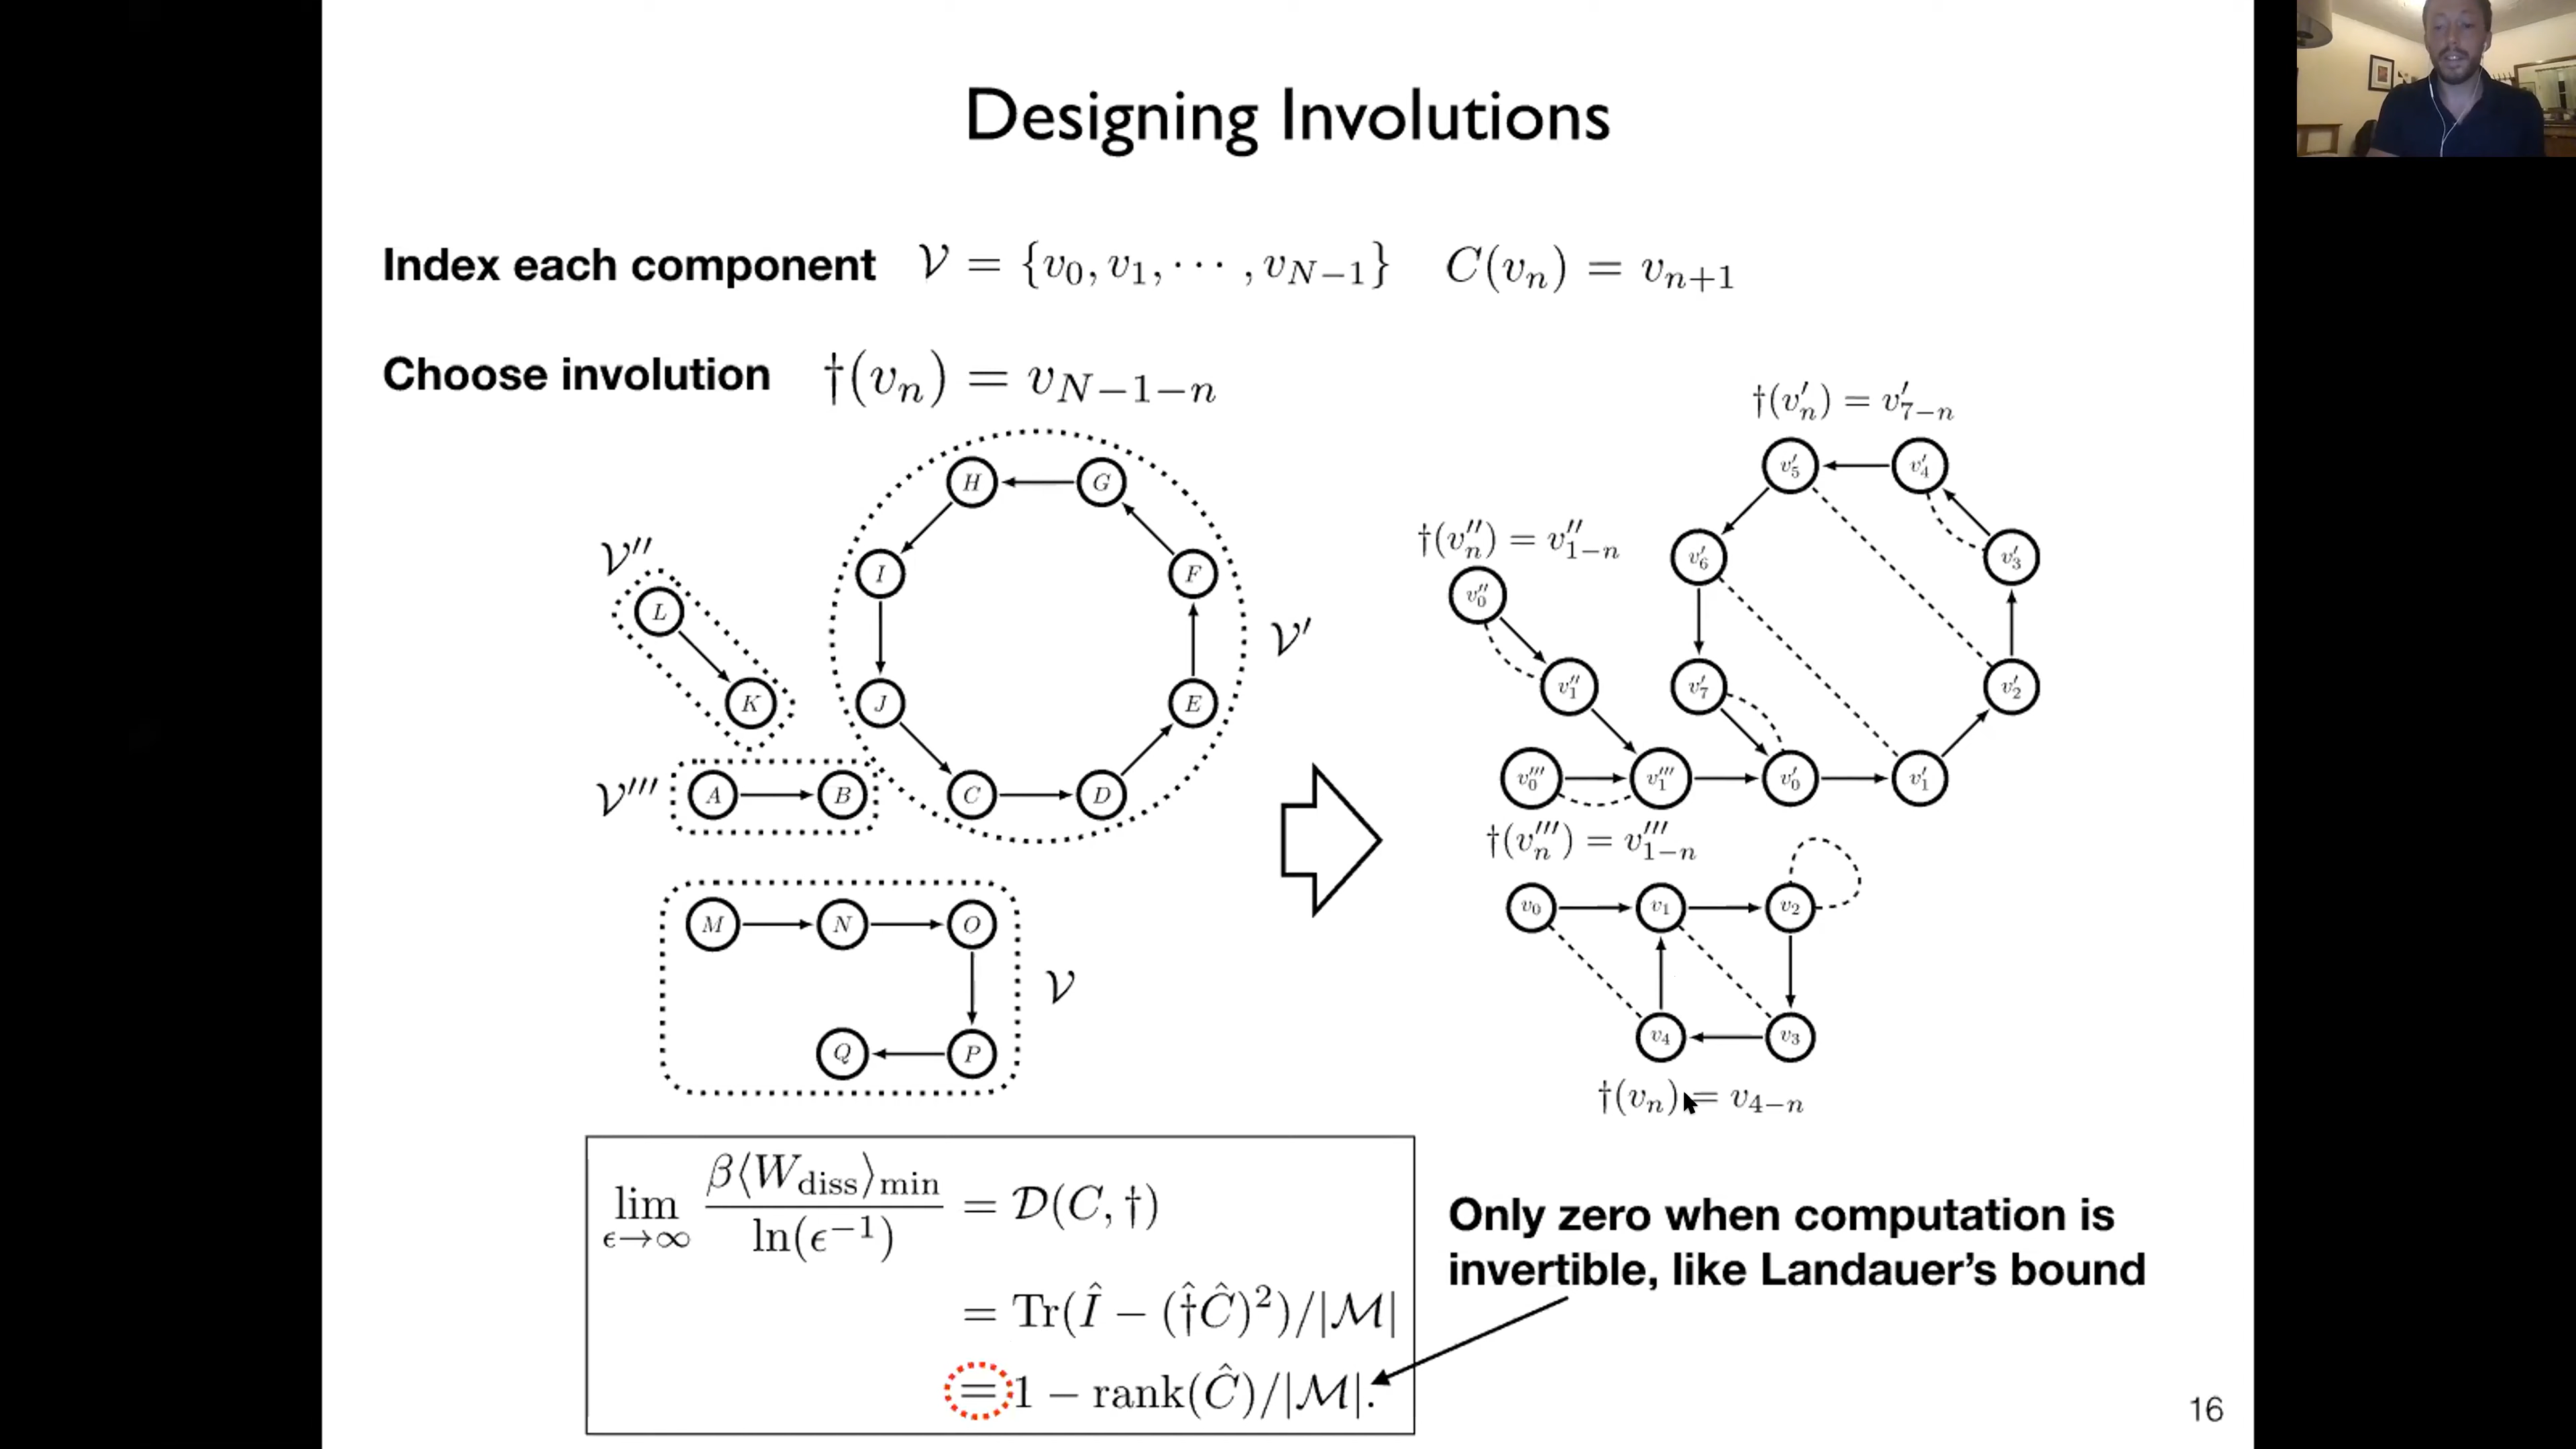 Designing Involutions
Index each component 𝒱 = {v₀, v₁, ⋯ , v_{N−1}} C(vₙ) = v_{n+1}
Choose involution †(vₙ) = v_{N−1−n}
†(v′ₙ) = v′_{7−n}
H G
v′₅ v′₄
†(v″ₙ) = v″_{1−n}
𝒱″
I F
v′₆ v′₃
L
v″₀
𝒱′
K J E
v″₁ v′₇ v′₂
𝒱‴ A B C D
v‴₀ v‴₁ v′₀ v′₁
†(v‴ₙ) = v‴_{1−n}
M N O
v₀ v₁ v₂
𝒱
Q P
v₄ v₃
†(vₙ) = v_{4−n}
lim_{ϵ→∞} β⟨W_{diss}⟩_{min} / ln(ϵ⁻¹) = 𝒟(C, †)
= Tr(Î − (†̂Ĉ)²)/|ℳ|
= 1 − rank(Ĉ)/|ℳ|.
Only zero when computation is
invertible, like Landauer’s bound
16